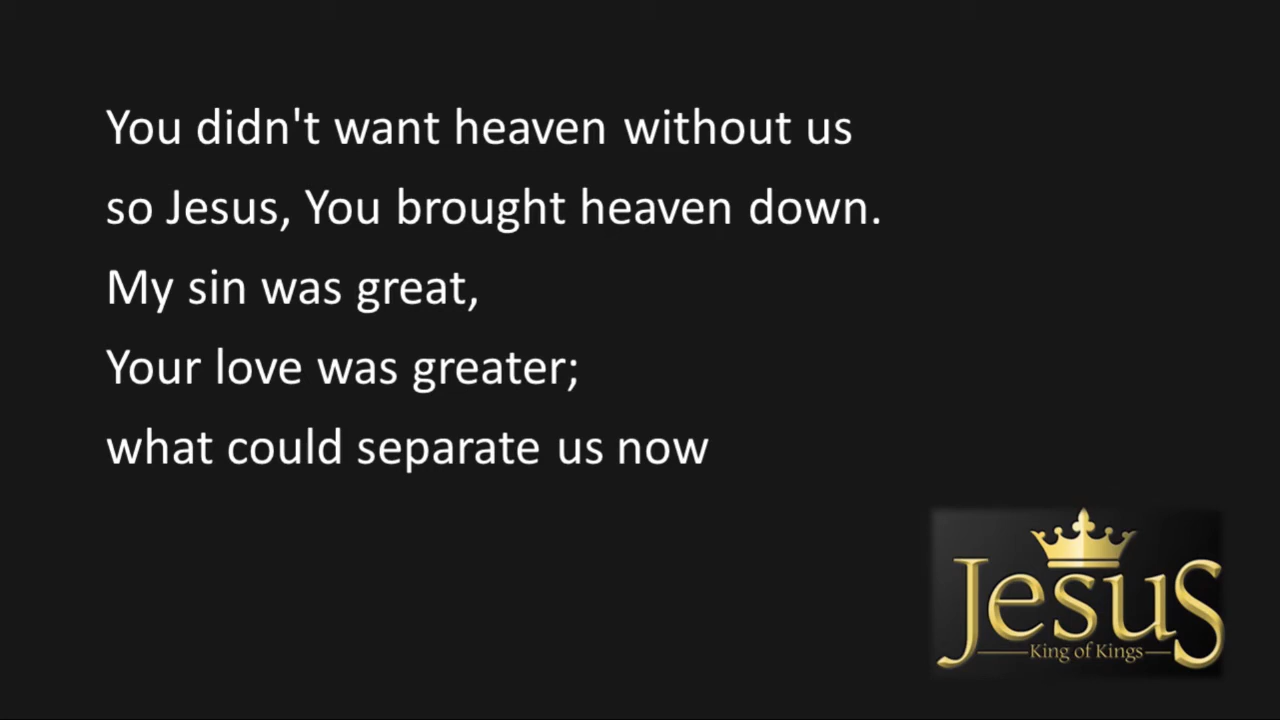 You didn't want heaven without us
so Jesus, You brought heaven down.
My sin was great,
Your love was greater;
what could separate us now
Jesus
King of Kings